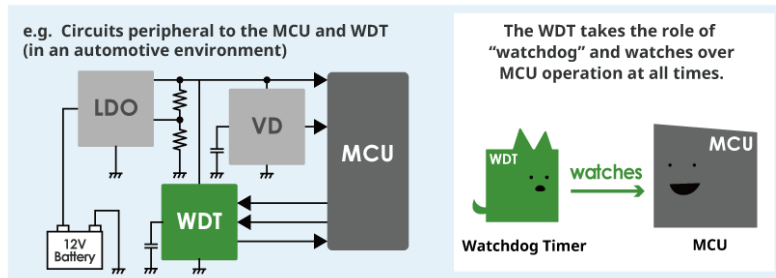 e.g. Circuits peripheral to the MCU and WDT
(in an automotive environment)
LDO
VD
MCU
WDT
12V
Battery
The WDT takes the role of
“watchdog” and watches over
MCU operation at all times.
WDT
watches
MCU
Watchdog Timer
MCU